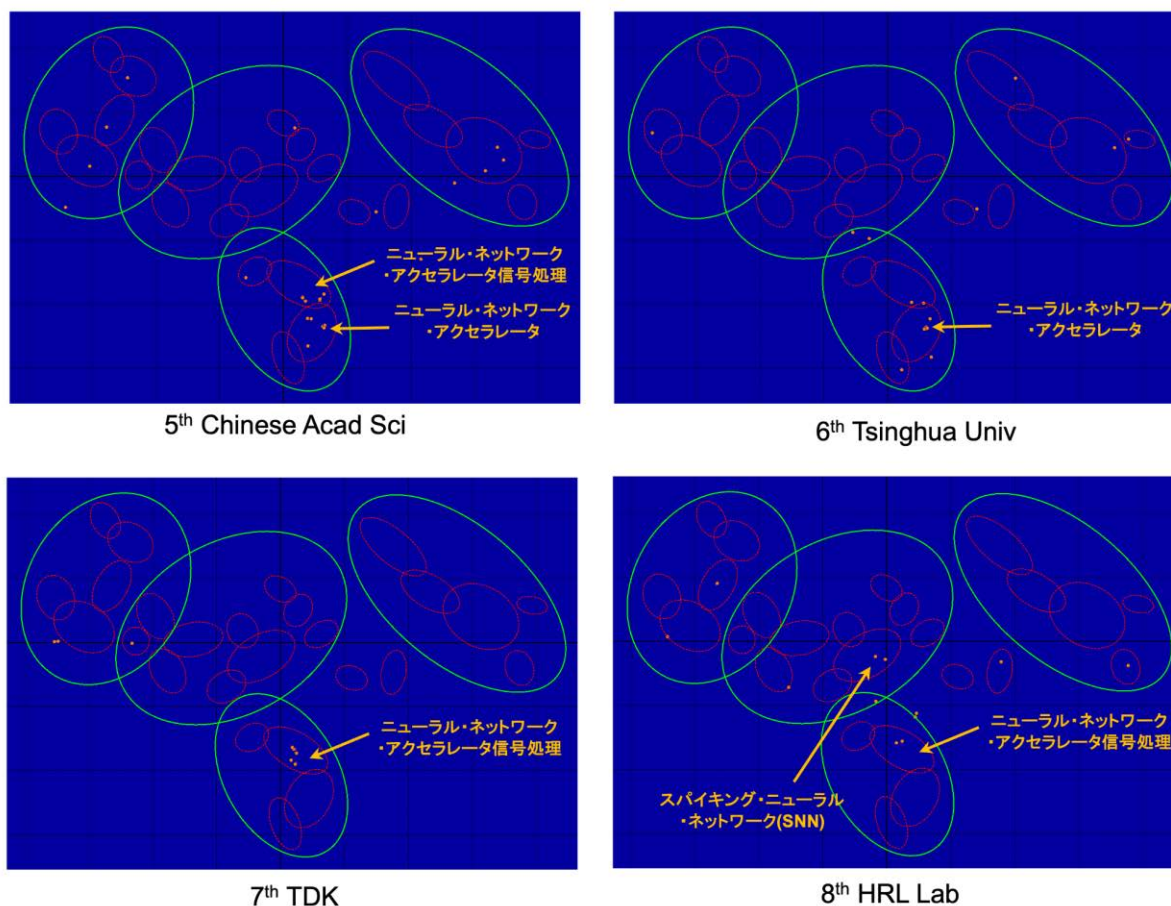 ニューラル・ネットワーク
・アクセラレータ信号処理
ニューラル・ネットワーク
・アクセラレータ
5th Chinese Acad Sci
ニューラル・ネットワーク
・アクセラレータ
6th Tsinghua Univ
ニューラル・ネットワーク
・アクセラレータ信号処理
7th TDK
ニューラル・ネットワーク
・アクセラレータ信号処理
スパイキング・ニューラル
・ネットワーク(SNN)
8th HRL Lab